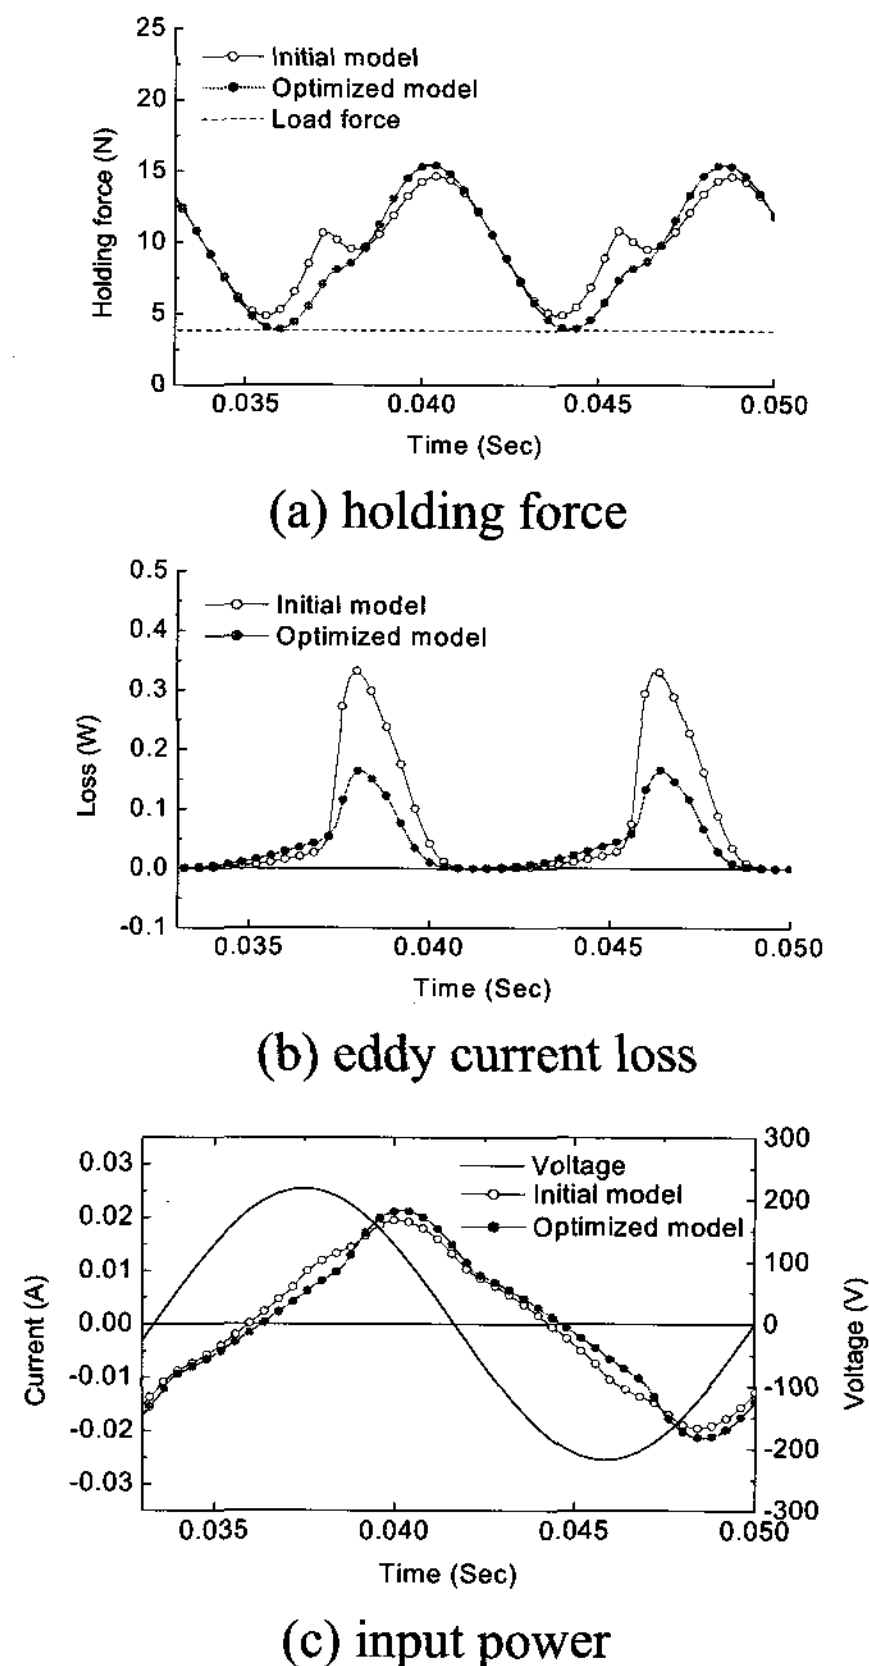 25
20
15
10
5
0
Holding force (N)
Initial model
Optimized model
Load force
0.035 0.040 0.045 0.050
Time (Sec)
(a) holding force
0.5
0.4
0.3
0.2
0.1
0.0
-0.1
Loss (W)
Initial model
Optimized model
0.035 0.040 0.045 0.050
Time (Sec)
(b) eddy current loss
0.03
0.02
0.01
0.00
-0.01
-0.02
-0.03
Current (A)
Voltage
Initial model
Optimized model
300
200
100
0
-100
-200
-300
Voltage (V)
0.035 0.040 0.045 0.050
Time (Sec)
(c) input power